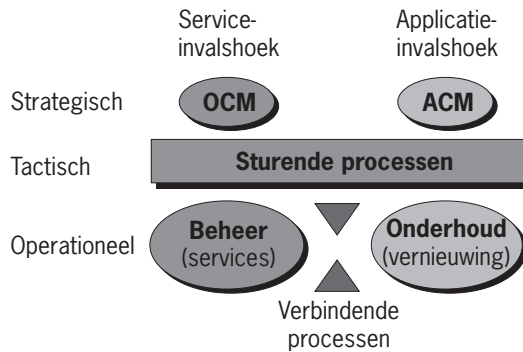 Service-
invalshoek
Applicatie-
invalshoek
Strategisch
OCM
ACM
Tactisch
Sturende processen
Operationeel
Beheer
(services)
Onderhoud
(vernieuwing)
Verbindende
processen